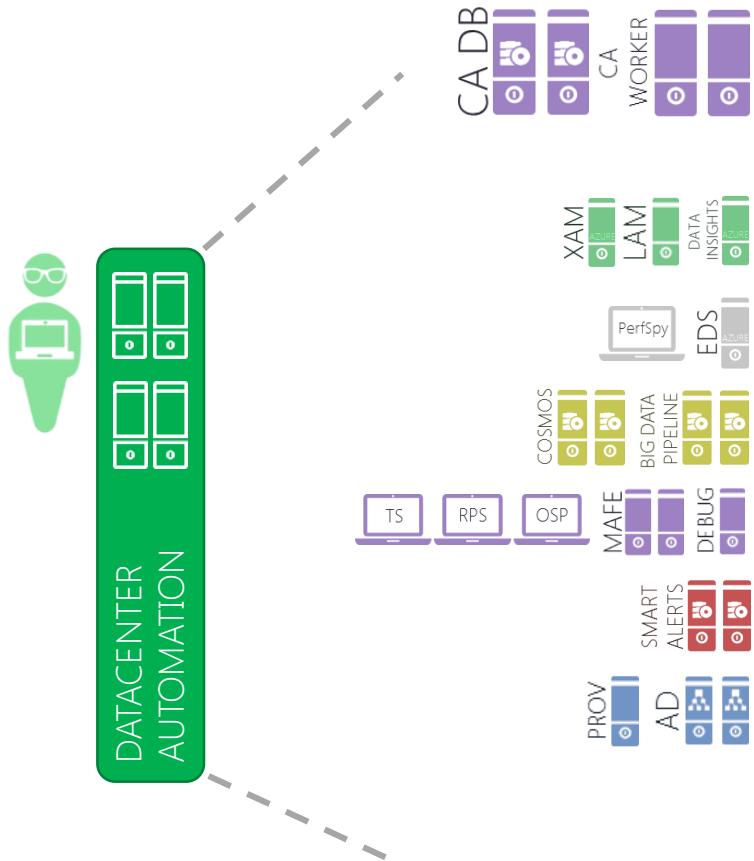 CA DB
CA
WORKER
XAM
AZURE
LAM
DATA
INSIGHTS
AZURE
PerfSpy
EDS
AZURE
COSMOS
BIG DATA
PIPELINE
TS
RPS
OSP
MAFE
DEBUG
SMART
ALERTS
PROV
AD
DATACENTER
AUTOMATION